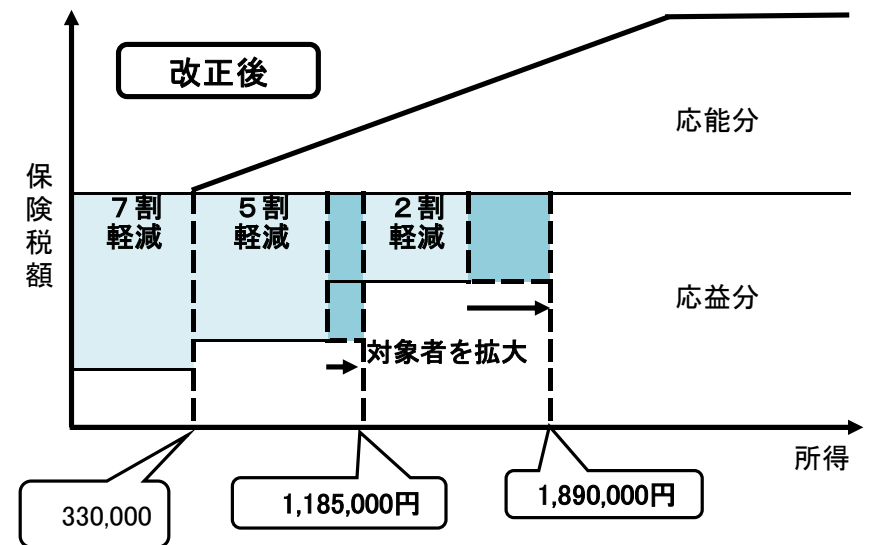 改正後
応能分
保険税額
７割
軽減
５割
軽減
２割
軽減
応益分
対象者を拡大
所得
330,000
1,185,000円
1,890,000円